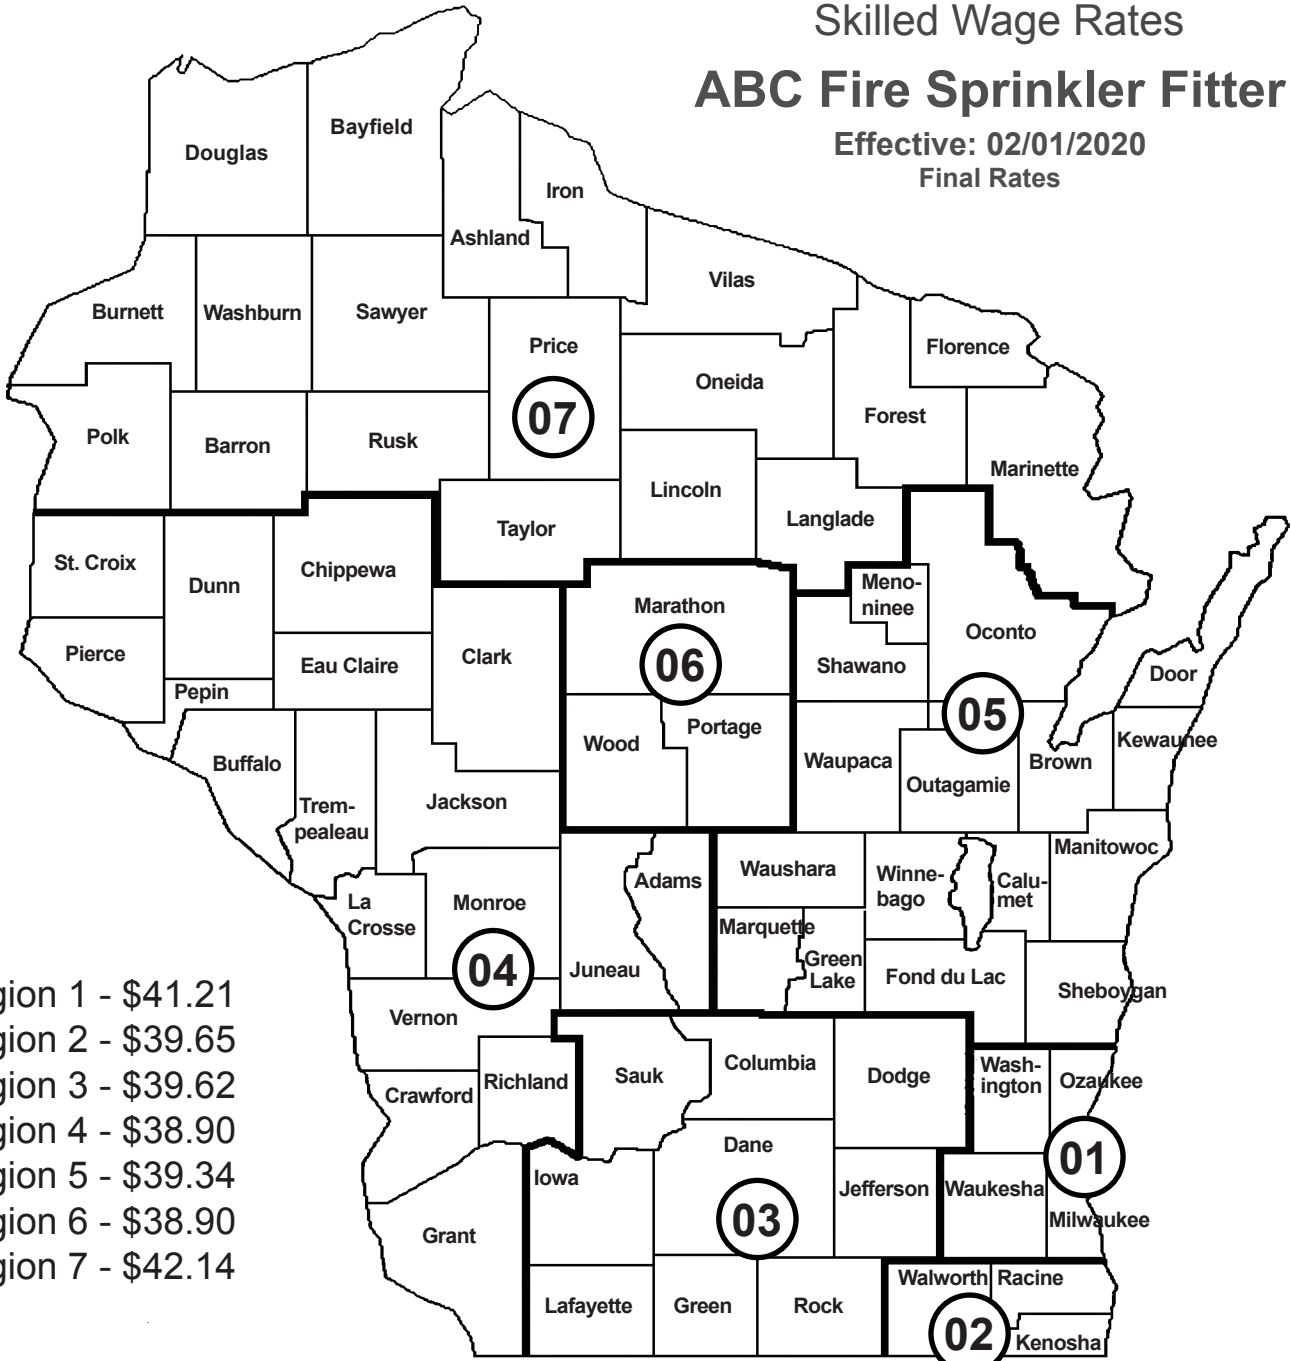 Skilled Wage Rates
ABC Fire Sprinkler Fitter
Effective: 02/01/2020
Final Rates
Bayfield
Douglas
Iron
Ashland
Vilas
Burnett
Washburn
Sawyer
Price
Florence
Oneida
07
Forest
Polk
Barron
Rusk
Marinette
Lincoln
Langlade
Taylor
St. Croix
Chippewa
Dunn
Meno-
ninee
Marathon
Oconto
Pierce
Eau Claire
Clark
06
Shawano
Door
Pepin
05
Portage
Wood
Kewaunee
Buffalo
Waupaca
Brown
Outagamie
Jackson
Trem-
pealeau
Manitowoc
Waushara
Winne-
bago
Calu-
met
Adams
La
Crosse
Monroe
Marquette
Green
Lake
04
Juneau
Fond du Lac
Sheboygan
gion 1 - $41.21
gion 2 - $39.65
gion 3 - $39.62
gion 4 - $38.90
gion 5 - $39.34
gion 6 - $38.90
gion 7 - $42.14
Vernon
Columbia
Wash-
ington
Sauk
Dodge
Richland
Ozaukee
Crawford
Dane
01
Iowa
Jefferson
Waukesha
03
Milwaukee
Grant
Walworth
Racine
Lafayette
Green
Rock
02
Kenosha